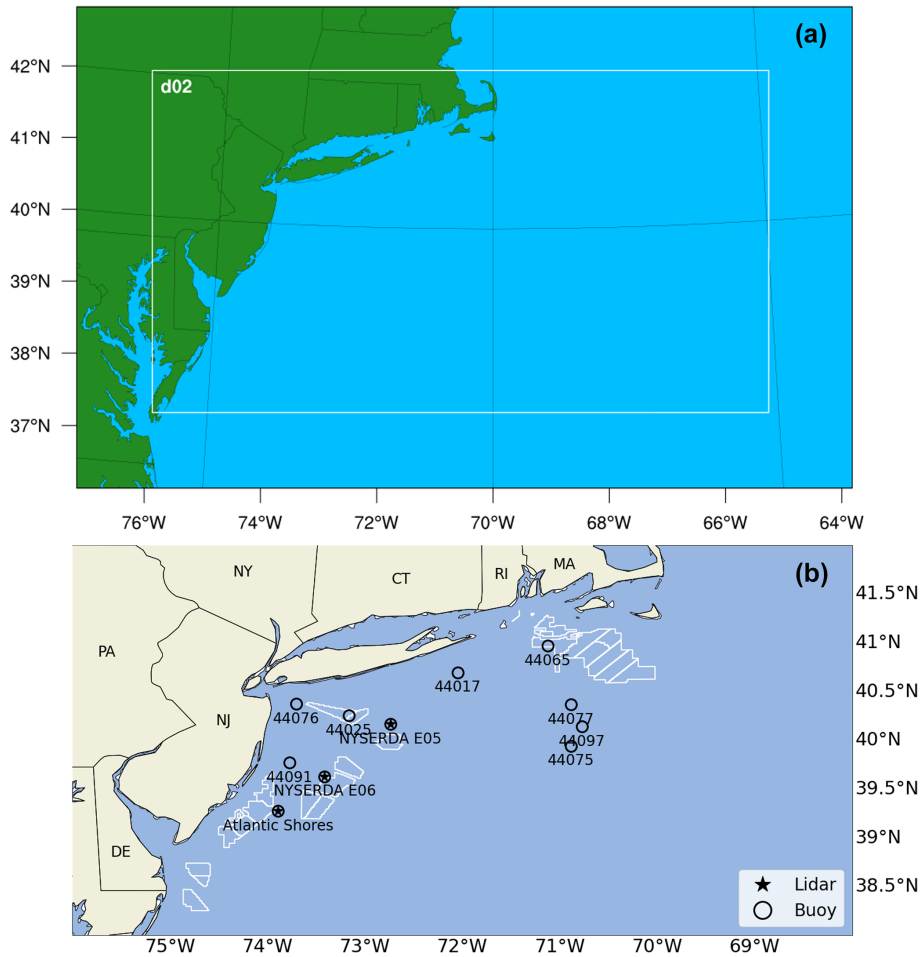 (a)
42°N
d02
41°N
40°N
39°N
38°N
37°N
76°W 74°W 72°W 70°W 68°W 66°W 64°W
(b)
NY CT RI MA
41.5°N
PA
41°N
44065
44017
40.5°N
NJ
44076
44077
44025
40°N
NYSERDA E05
44097
44075
44091
39.5°N
NYSERDA E06
Atlantic Shores
39°N
DE
38.5°N
Lidar
Buoy
75°W 74°W 73°W 72°W 71°W 70°W 69°W